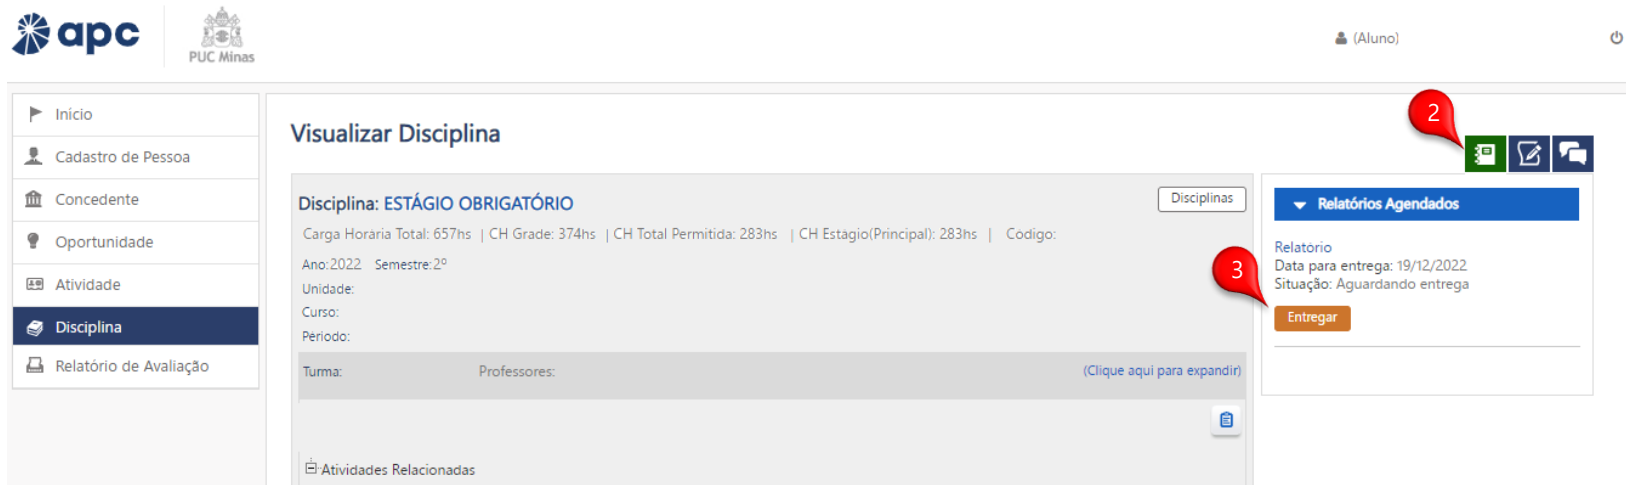 apc
PUC Minas
(Aluno)
Início
Cadastro de Pessoa
Concedente
Oportunidade
Atividade
Disciplina
Relatório de Avaliação
Visualizar Disciplina
2
Disciplina: ESTÁGIO OBRIGATÓRIO
Disciplinas
Carga Horária Total: 657hs | CH Grade: 374hs | CH Total Permitida: 283hs | CH Estágio(Principal): 283hs | Código:
Ano:2022 Semestre:2º
Unidade:
Curso:
Período:
Turma: Professores: (Clique aqui para expandir)
Atividades Relacionadas
Relatórios Agendados
Relatório
Data para entrega: 19/12/2022
Situação: Aguardando entrega
3
Entregar